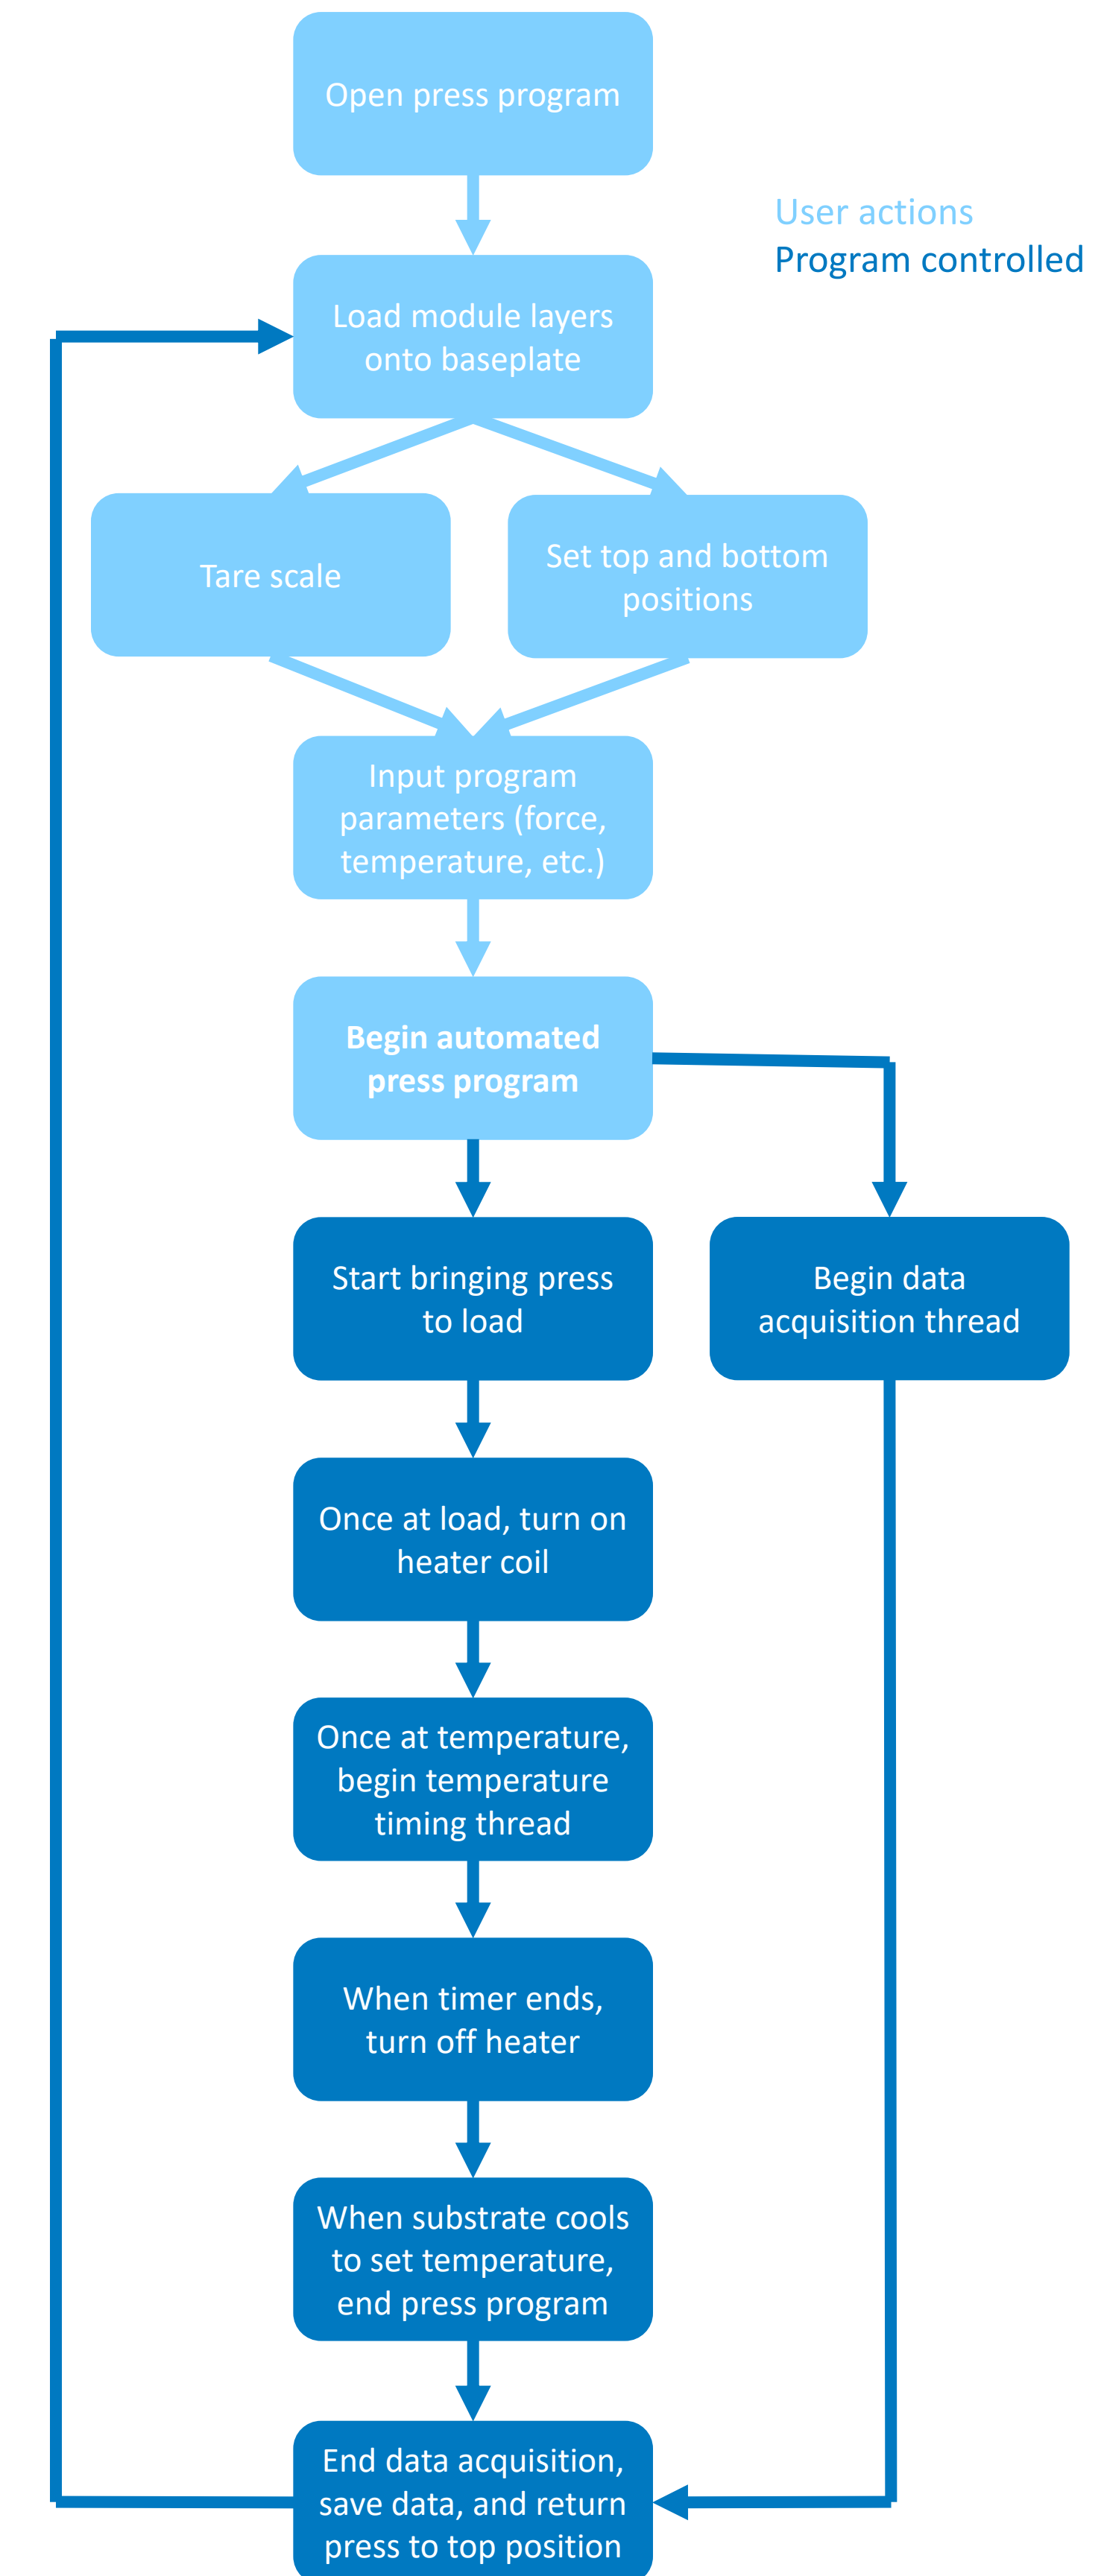 Open press program
User actions
Program controlled
Load module layers
onto baseplate
Tare scale
Set top and bottom
positions
Input program
parameters (force,
temperature, etc.)
Begin automated
press program
Start bringing press
to load
Begin data
acquisition thread
Once at load, turn on
heater coil
Once at temperature,
begin temperature
timing thread
When timer ends,
turn off heater
When substrate cools
to set temperature,
end press program
End data acquisition,
save data, and return
press to top position